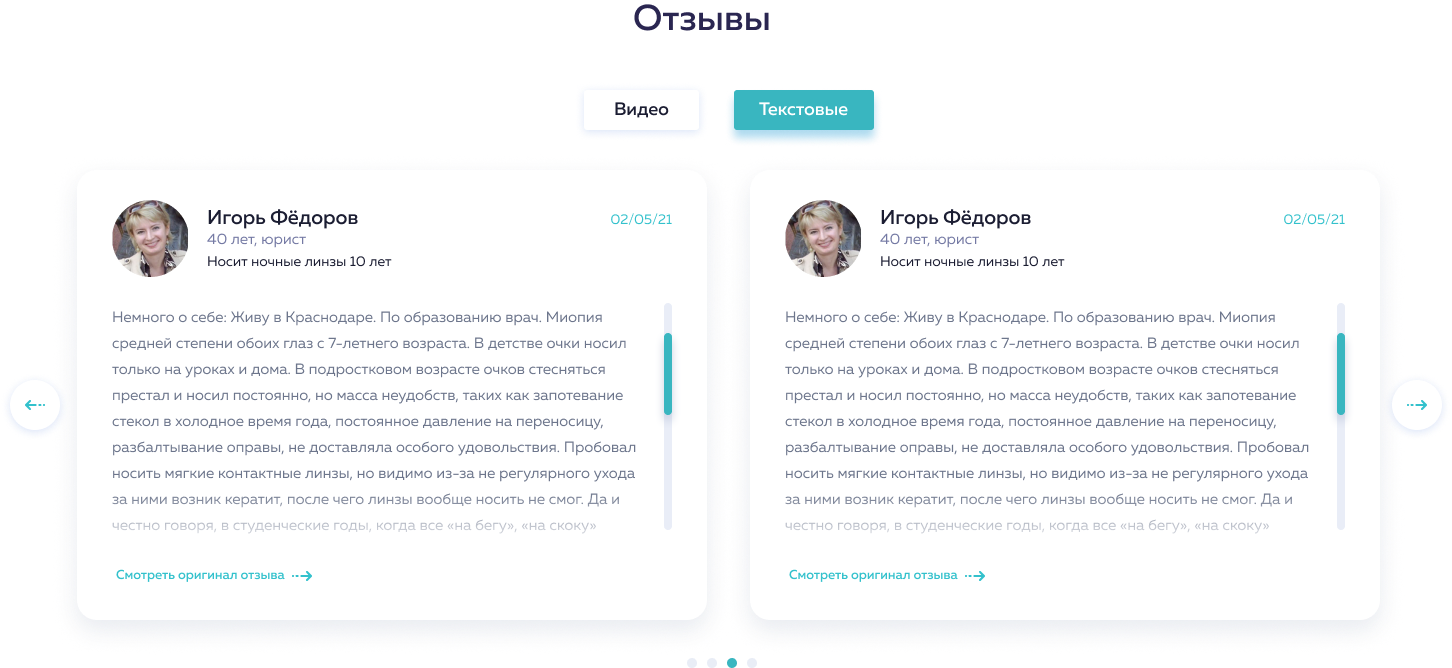 Отзывы
Видео
Текстовые
Игорь Фёдоров
02/05/21
40 лет, юрист
Носит ночные линзы 10 лет
Немного о себе: Живу в Краснодаре. По образованию врач. Миопия
средней степени обоих глаз с 7-летнего возраста. В детстве очки носил
только на уроках и дома. В подростковом возрасте очков стесняться
престал и носил постоянно, но масса неудобств, таких как запотевание
стекол в холодное время года, постоянное давление на переносицу,
разбалтывание оправы, не доставляла особого удовольствия. Пробовал
носить мягкие контактные линзы, но видимо из-за не регулярного ухода
за ними возник кератит, после чего линзы вообще носить не смог. Да и
честно говоря, в студенческие годы, когда все «на бегу», «на скоку»
Смотреть оригинал отзыва
Игорь Фёдоров
02/05/21
40 лет, юрист
Носит ночные линзы 10 лет
Немного о себе: Живу в Краснодаре. По образованию врач. Миопия
средней степени обоих глаз с 7-летнего возраста. В детстве очки носил
только на уроках и дома. В подростковом возрасте очков стесняться
престал и носил постоянно, но масса неудобств, таких как запотевание
стекол в холодное время года, постоянное давление на переносицу,
разбалтывание оправы, не доставляла особого удовольствия. Пробовал
носить мягкие контактные линзы, но видимо из-за не регулярного ухода
за ними возник кератит, после чего линзы вообще носить не смог. Да и
честно говоря, в студенческие годы, когда все «на бегу», «на скоку»
Смотреть оригинал отзыва